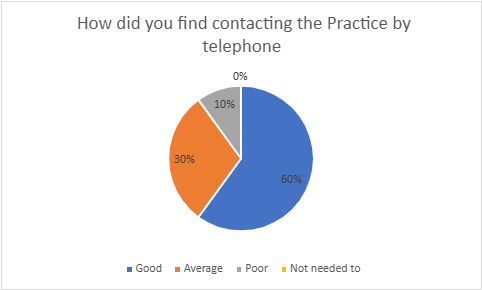 How did you find contacting the Practice by
telephone
0%
10%
30%
60%
Good Average Poor Not needed to